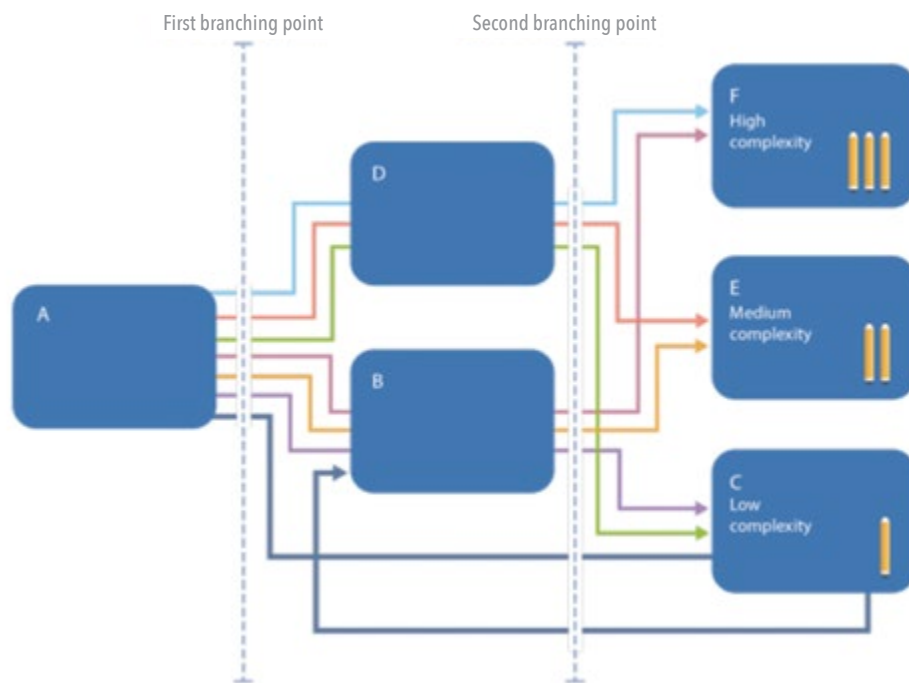 First branching point
Second branching point
F
High
complexity
D
A
E
Medium
complexity
B
C
Low
complexity